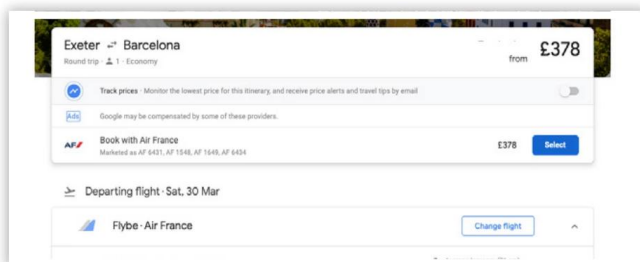 Exeter ⇄ Barcelona
£378
Round trip · 1 · Economy
from
Track prices · Monitor the lowest price for this itinerary, and receive price alerts and travel tips by email
Ads
Google may be compensated by some of these providers.
AF
Book with Air France
£378
Select
Marketed as AF 6431, AF 1548, AF 1649, AF 6434
Departing flight · Sat, 30 Mar
Flybe · Air France
Change flight